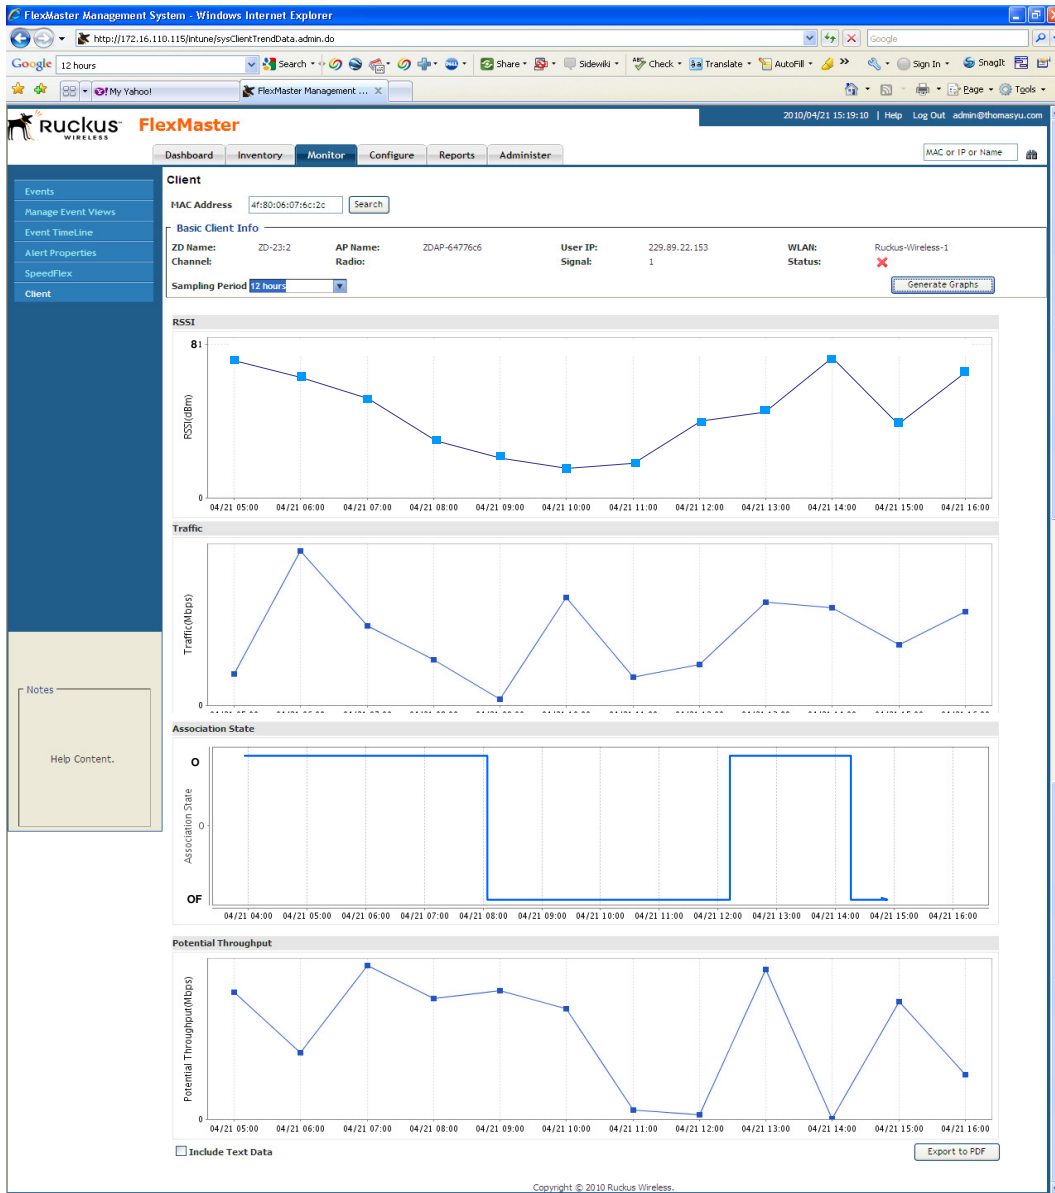 FlexMaster Management System - Windows Internet Explorer
http://172.16.110.115/intune/sysClientTrendData.admin.do
Google
Google 12 hours Search Share Sidewiki Check Translate AutoFill >> Sign In SnagIt
My Yahoo! FlexMaster Management ... X Page Tools
Ruckus WIRELESS FlexMaster
2010/04/21 15:19:10 | Help Log Out admin@thomasyu.com
Dashboard Inventory Monitor Configure Reports Administer
MAC or IP or Name
Events
Manage Event Views
Event TimeLine
Alert Properties
SpeedFlex
Client
Notes
Help Content.
Client
MAC Address 4f:80:06:07:6c:2c Search
Basic Client Info
ZD Name: ZD-23:2 AP Name: ZDAP-64776c6 User IP: 229.89.22.153 WLAN: Ruckus-Wireless-1
Channel: Radio: Signal: 1 Status:
Sampling Period 12 hours Generate Graphs
RSSI
81
RSSI(dBm)
0
04/21 05:00 04/21 06:00 04/21 07:00 04/21 08:00 04/21 09:00 04/21 10:00 04/21 11:00 04/21 12:00 04/21 13:00 04/21 14:00 04/21 15:00 04/21 16:00
Traffic
Traffic(Mbps)
0
Association State
O
Association State
0
OF
04/21 04:00 04/21 05:00 04/21 06:00 04/21 07:00 04/21 08:00 04/21 09:00 04/21 10:00 04/21 11:00 04/21 12:00 04/21 13:00 04/21 14:00 04/21 15:00 04/21 16:00
Potential Throughput
Potential Throughput(Mbps)
0
04/21 05:00 04/21 06:00 04/21 07:00 04/21 08:00 04/21 09:00 04/21 10:00 04/21 11:00 04/21 12:00 04/21 13:00 04/21 14:00 04/21 15:00 04/21 16:00
Include Text Data Export to PDF
Copyright © 2010 Ruckus Wireless.